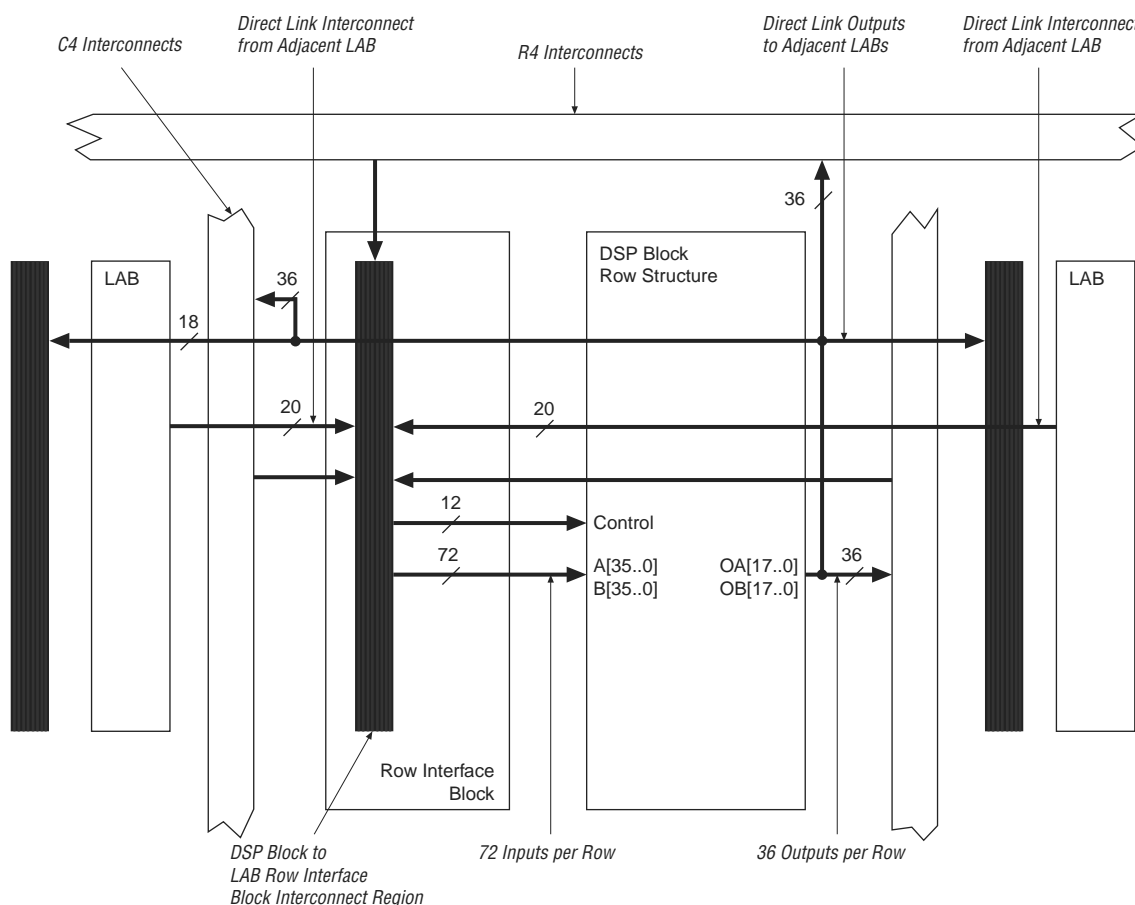 C4 Interconnects
Direct Link Interconnect
from Adjacent LAB
R4 Interconnects
Direct Link Outputs
to Adjacent LABs
Direct Link Interconnect
from Adjacent LAB
36
LAB
36
DSP Block
Row Structure
LAB
18
20
20
12
Control
72
A[35..0]
B[35..0]
OA[17..0]
OB[17..0]
36
Row Interface
Block
DSP Block to
LAB Row Interface
Block Interconnect Region
72 Inputs per Row
36 Outputs per Row